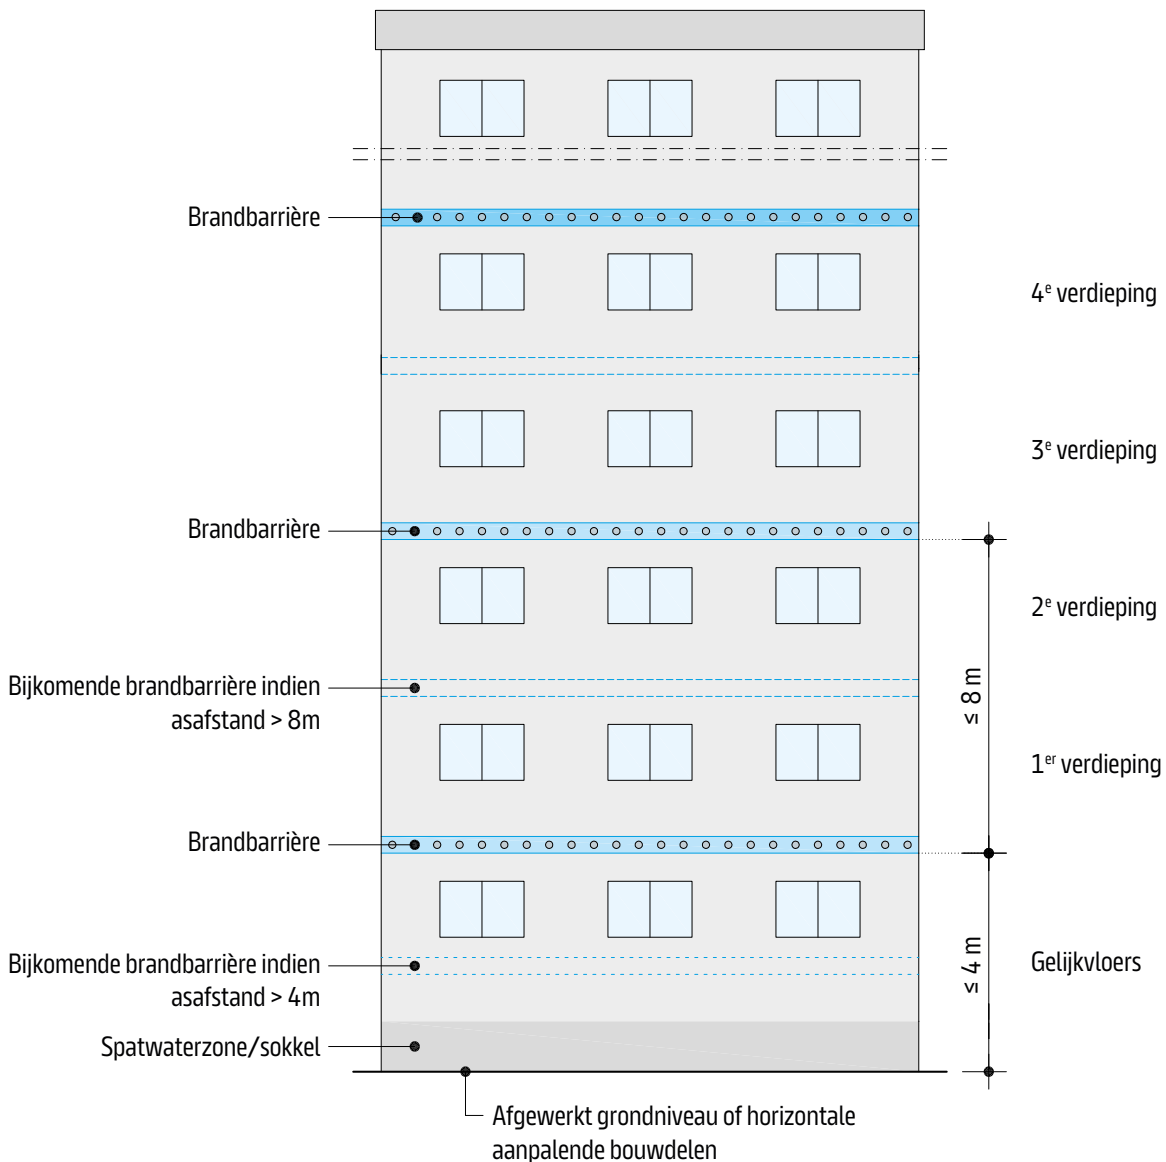 Brandbarrière
4e verdieping
3e verdieping
Brandbarrière
2e verdieping
Bijkomende brandbarrière indien
asafstand > 8m
≤ 8 m
1er verdieping
Brandbarrière
Bijkomende brandbarrière indien
asafstand > 4m
≤ 4 m
Gelijkvloers
Spatwaterzone/sokkel
Afgewerkt grondniveau of horizontale
aanpalende bouwdelen